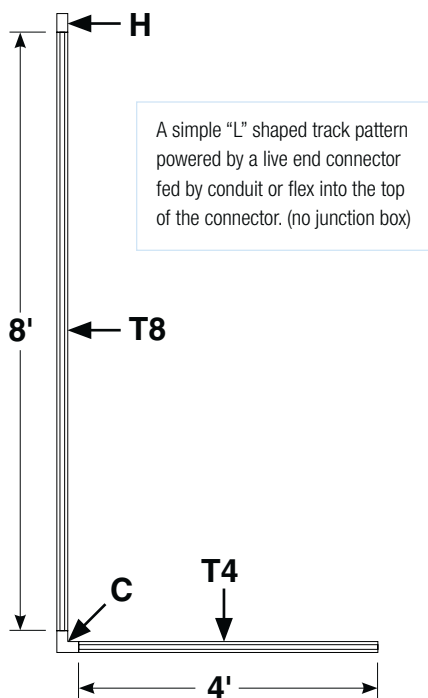 H
A simple “L” shaped track pattern
powered by a live end connector
fed by conduit or flex into the top
of the connector. (no junction box)
8'
T8
T4
C
4'